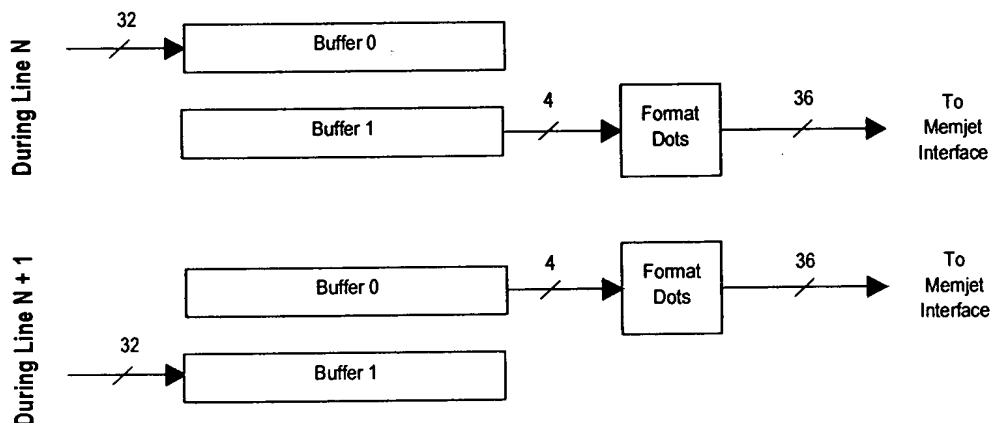 During Line N
32
Buffer 0
Buffer 1
4
Format
Dots
36
To
Memjet
Interface
During Line N + 1
Buffer 0
4
Format
Dots
36
To
Memjet
Interface
32
Buffer 1